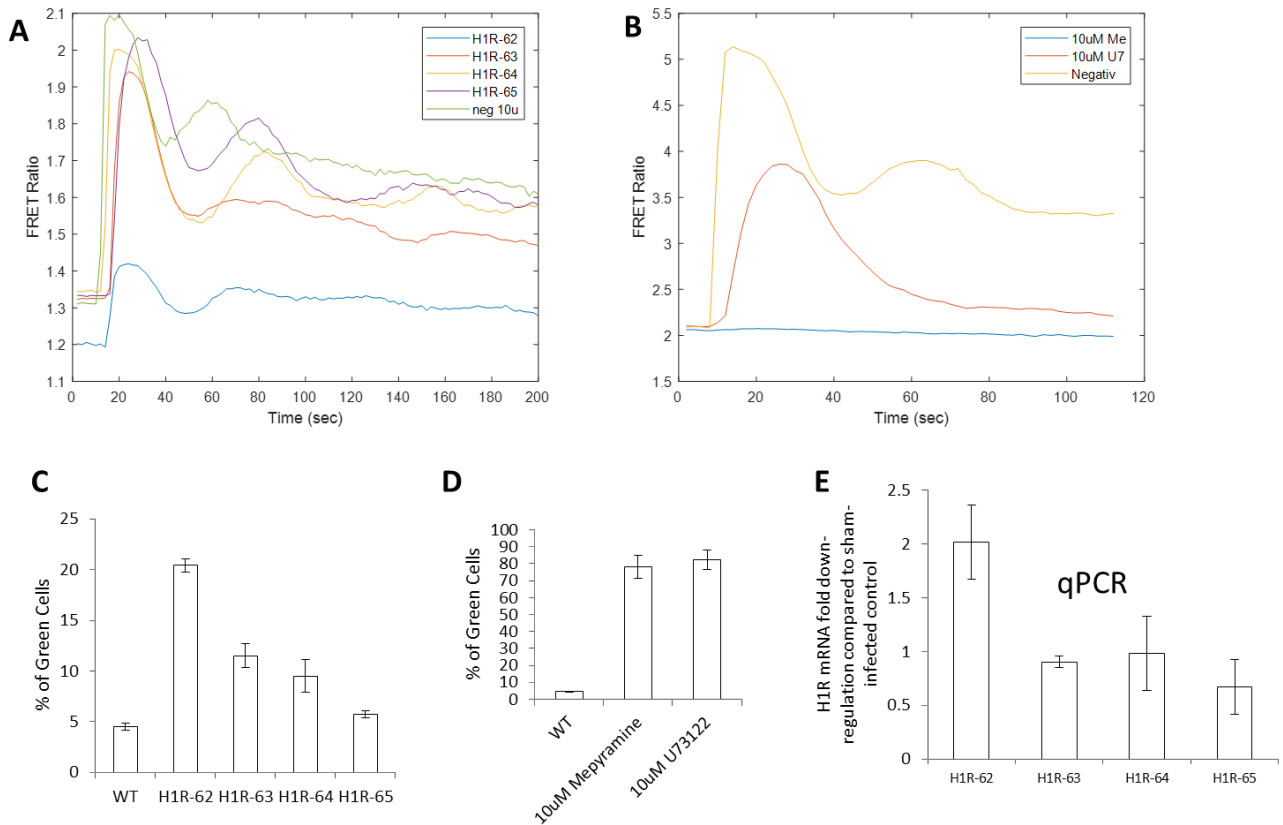 A
2.1
2
1.9
1.8
1.7
1.6
1.5
1.4
1.3
1.2
1.1
FRET Ratio
0
20
40
60
80
100
120
140
160
180
200
Time (sec)
H1R-62
H1R-63
H1R-64
H1R-65
neg 10u
B
5.5
5
4.5
4
3.5
3
2.5
2
1.5
FRET Ratio
0
20
40
60
80
100
120
Time (sec)
10uM Me
10uM U7
Negativ
C
25
20
15
10
5
0
% of Green Cells
WT
H1R-62
H1R-63
H1R-64
H1R-65
D
100
90
80
70
60
50
40
30
20
10
0
% of Green Cells
WT
10uM Mepyramine
10uM U73122
E
2.5
2
1.5
1
0.5
0
H1R mRNA fold down-
regulation compared to sham-
infected control
qPCR
H1R-62
H1R-63
H1R-64
H1R-65